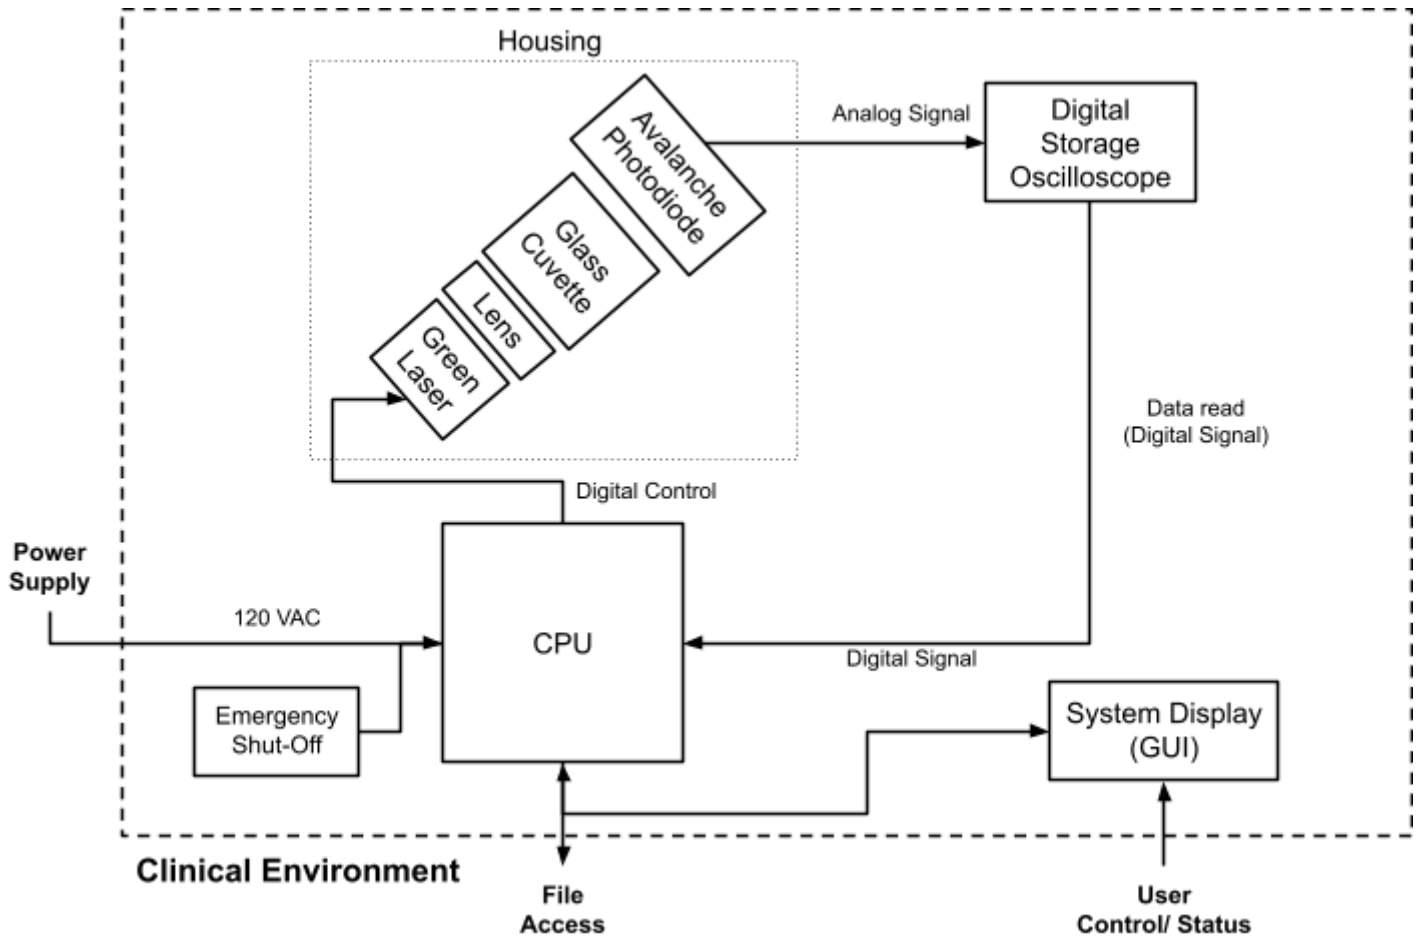 Housing
Avalanche
Photodiode
Analog Signal
Digital
Storage
Oscilloscope
Glass
Cuvette
Lens
Green
Laser
Data read
(Digital Signal)
Digital Control
Power
Supply
120 VAC
CPU
Digital Signal
Emergency
Shut-Off
System Display
(GUI)
Clinical Environment
File
Access
User
Control/ Status